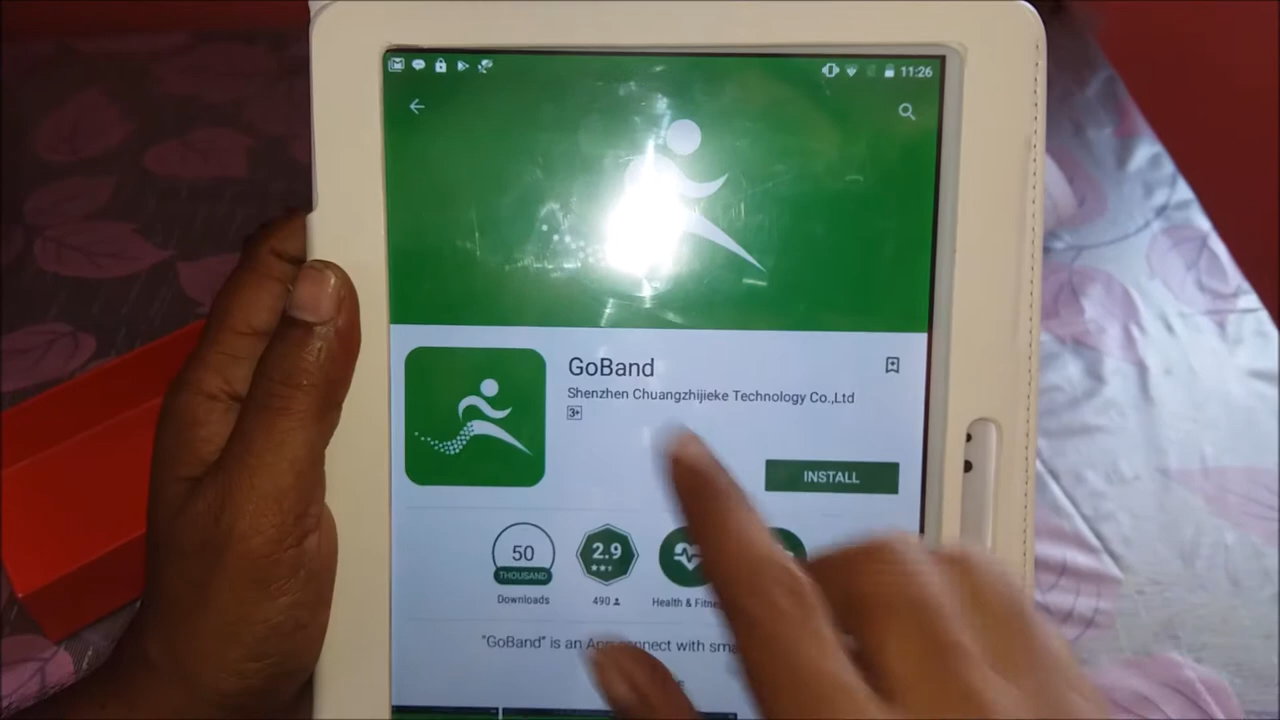 11:26
GoBand
Shenzhen Chuangzhijieke Technology Co.,Ltd
3+
INSTALL
50
THOUSAND
Downloads
2.9
490
Health & Fitne
"GoBand" is an App connect with sma